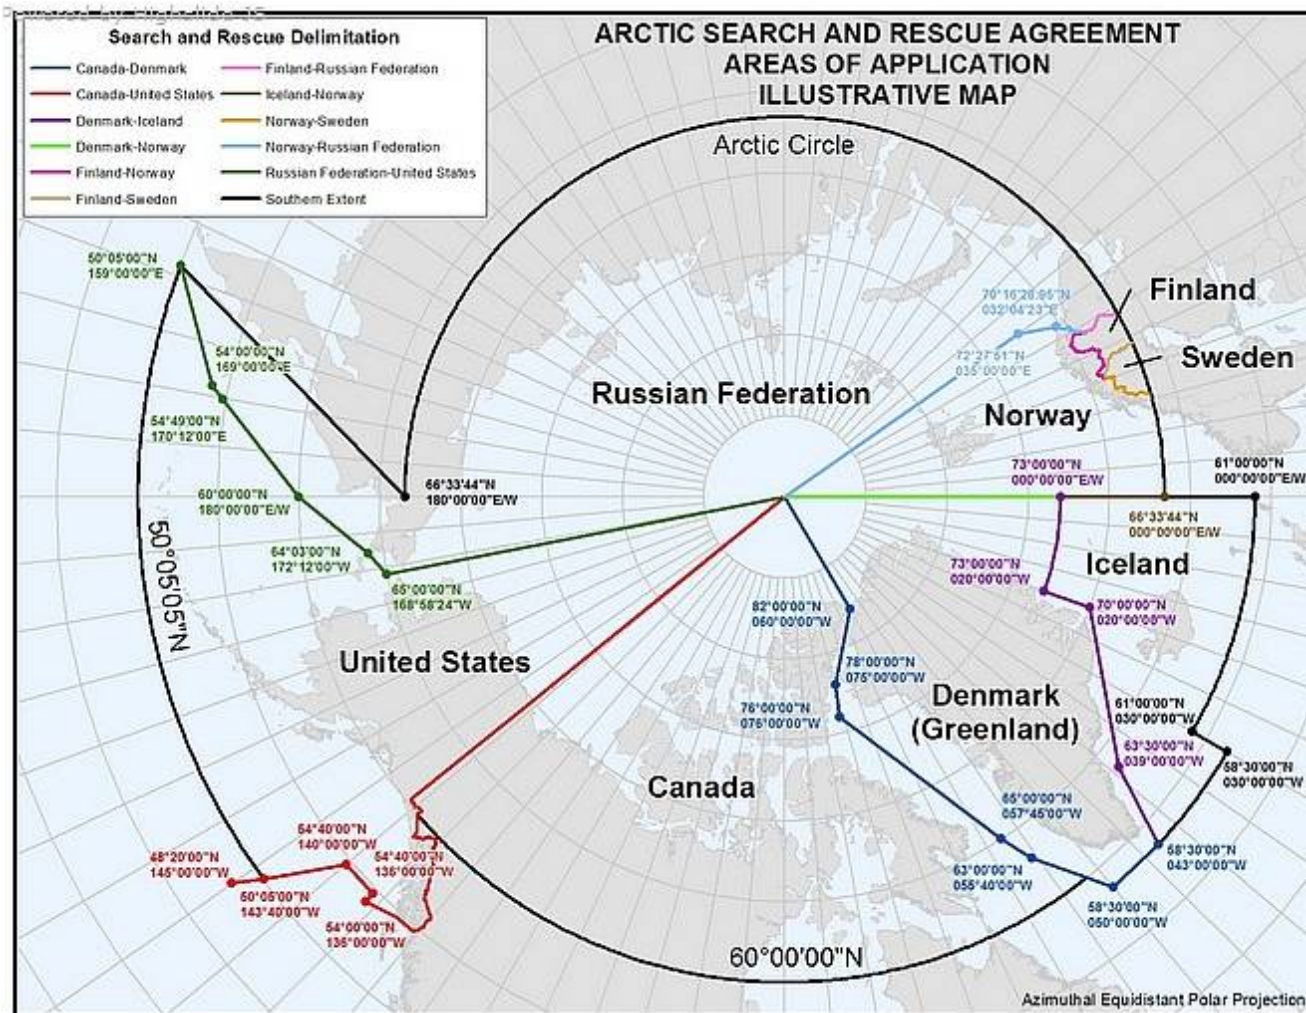 Powered by Highslide JS
ARCTIC SEARCH AND RESCUE AGREEMENT
AREAS OF APPLICATION
ILLUSTRATIVE MAP
Search and Rescue Delimitation
Canada-Denmark
Canada-United States
Denmark-Iceland
Denmark-Norway
Finland-Norway
Finland-Sweden
Finland-Russian Federation
Iceland-Norway
Norway-Sweden
Norway-Russian Federation
Russian Federation-United States
Southern Extent
Arctic Circle
50°05'00"N
159°00'00"E
54°00'00"N
169°00'00"E
54°49'00"N
170°12'00"E
60°00'00"N
180°00'00"E/W
64°03'00"N
172°12'00"W
65°00'00"N
168°58'24"W
66°33'44"N
180°00'00"E/W
50°05'05"N
Russian Federation
70°16'28.95"N
032°04'23"E
72°27'51"N
035°00'00"E
Finland
Sweden
Norway
73°00'00"N
000°00'00"E/W
61°00'00"N
000°00'00"E/W
66°33'44"N
000°00'00"E/W
Iceland
73°00'00"N
020°00'00"W
70°00'00"N
020°00'00"W
82°00'00"N
060°00'00"W
78°00'00"N
075°00'00"W
76°00'00"N
076°00'00"W
United States
Denmark
(Greenland)
61°00'00"N
030°00'00"W
63°30'00"N
039°00'00"W
58°30'00"N
030°00'00"W
Canada
65°00'00"N
057°45'00"W
63°00'00"N
055°40'00"W
58°30'00"N
043°00'00"W
58°30'00"N
050°00'00"W
54°40'00"N
140°00'00"W
54°40'00"N
136°00'00"W
48°20'00"N
145°00'00"W
50°05'00"N
143°40'00"W
54°00'00"N
136°00'00"W
60°00'00"N
Azimuthal Equidistant Polar Projection